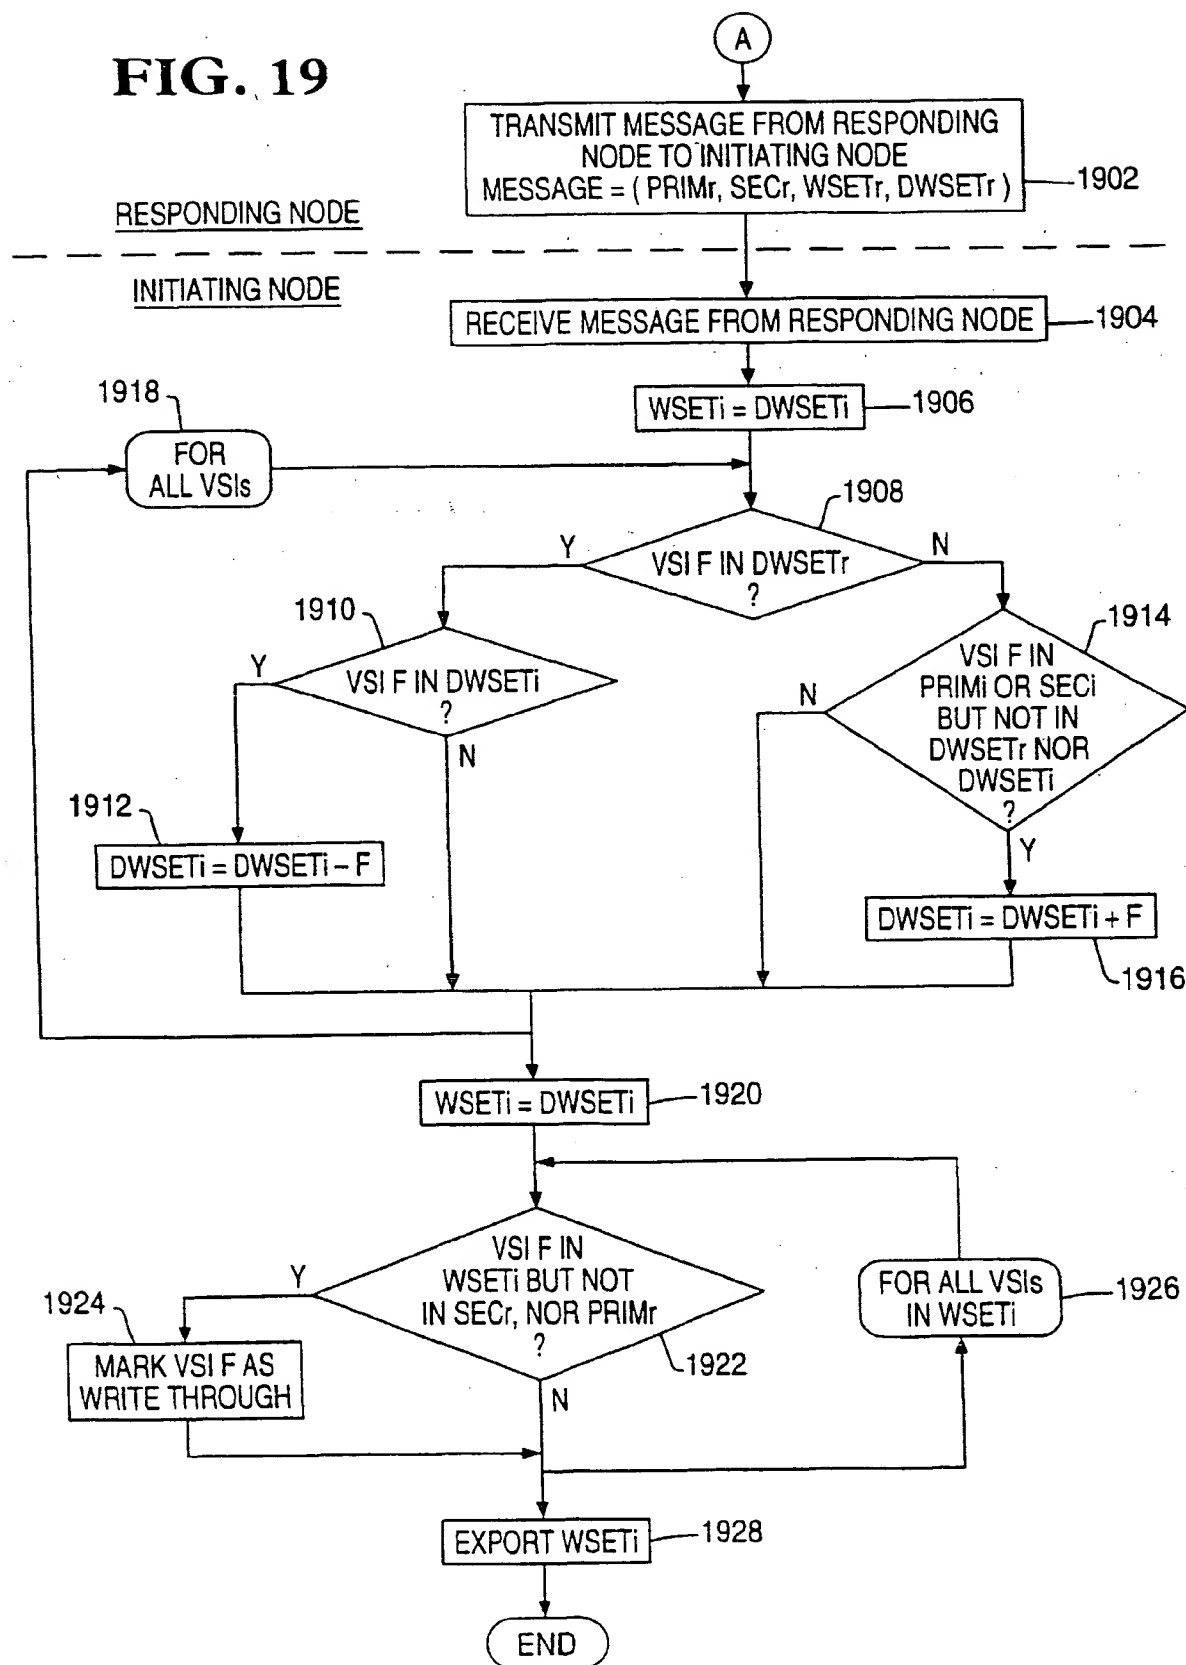 A
FIG. 19
TRANSMIT MESSAGE FROM RESPONDING
NODE TO INITIATING NODE
MESSAGE = ( PRIMr, SECr, WSETr, DWSETr )
1902
RESPONDING NODE
INITIATING NODE
RECEIVE MESSAGE FROM RESPONDING NODE
1904
1918
WSETi = DWSETi
1906
FOR
ALL VSIs
1908
Y
VSI F IN DWSETr
?
N
1910
1914
Y
VSI F IN DWSETi
?
N
N
VSI F IN
PRIMi OR SECi
BUT NOT IN
DWSETr NOR
DWSETi
?
Y
1912
DWSETi = DWSETi – F
DWSETi = DWSETi + F
1916
WSETi = DWSETi
1920
Y
VSI F IN
WSETi BUT NOT
IN SECr, NOR PRIMr
?
1922
N
FOR ALL VSIs
IN WSETi
1926
1924
MARK VSI F AS
WRITE THROUGH
EXPORT WSETi
1928
END